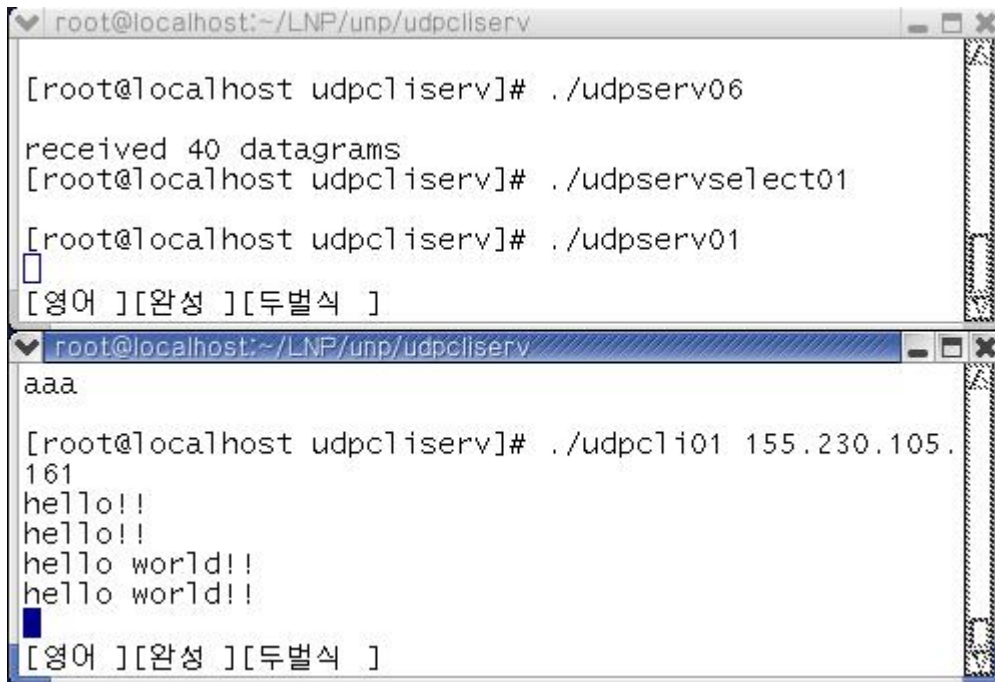 root@localhost:~/LNP/unp/udpcliserv
[root@localhost udpcliserv]# ./udpserv06
received 40 datagrams
[root@localhost udpcliserv]# ./udpservselect01
[root@localhost udpcliserv]# ./udpserv01
[영어 ][완성 ][두벌식 ]
root@localhost:~/LNP/unp/udpcliserv
aaa
[root@localhost udpcliserv]# ./udpcli01 155.230.105.
161
hello!!
hello!!
hello world!!
hello world!!
[영어 ][완성 ][두벌식 ]